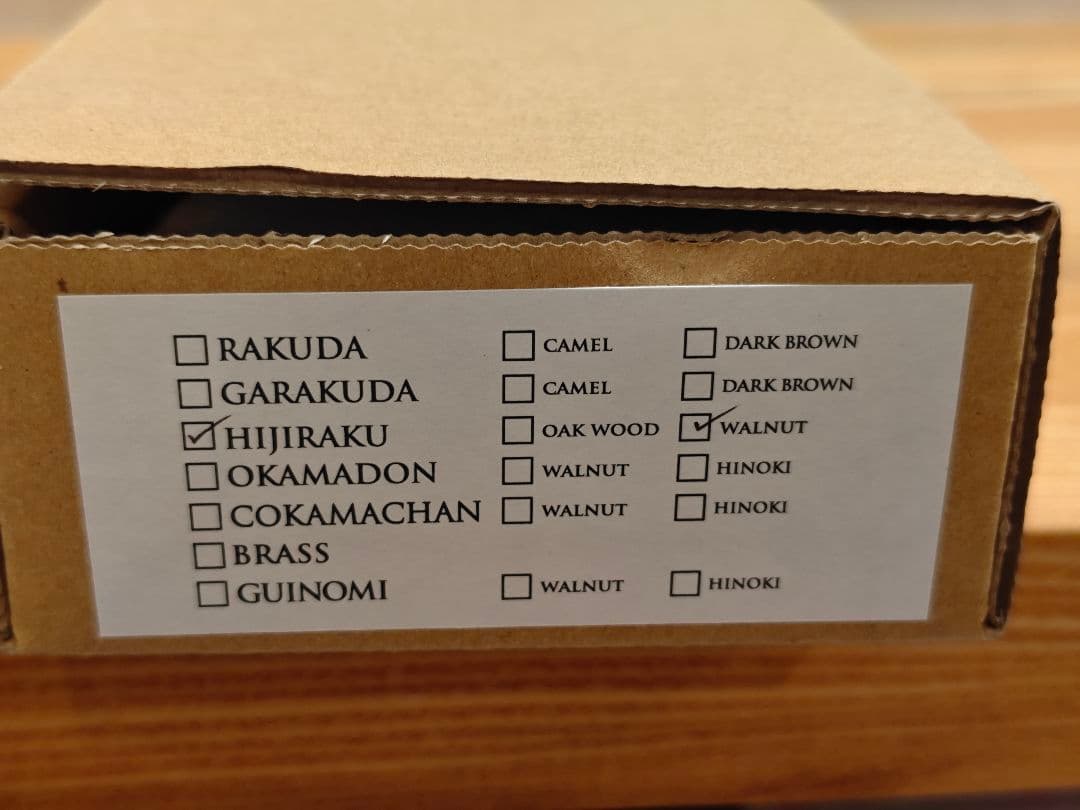 ☐ RAKUDA ☐ CAMEL ☐ DARK BROWN
☐ GARAKUDA ☐ CAMEL ☐ DARK BROWN
☑ HIJIRAKU ☐ OAK WOOD ☑ WALNUT
☐ OKAMADON ☐ WALNUT ☐ HINOKI
☐ COKAMACHAN ☐ WALNUT ☐ HINOKI
☐ BRASS
☐ GUINOMI ☐ WALNUT ☐ HINOKI